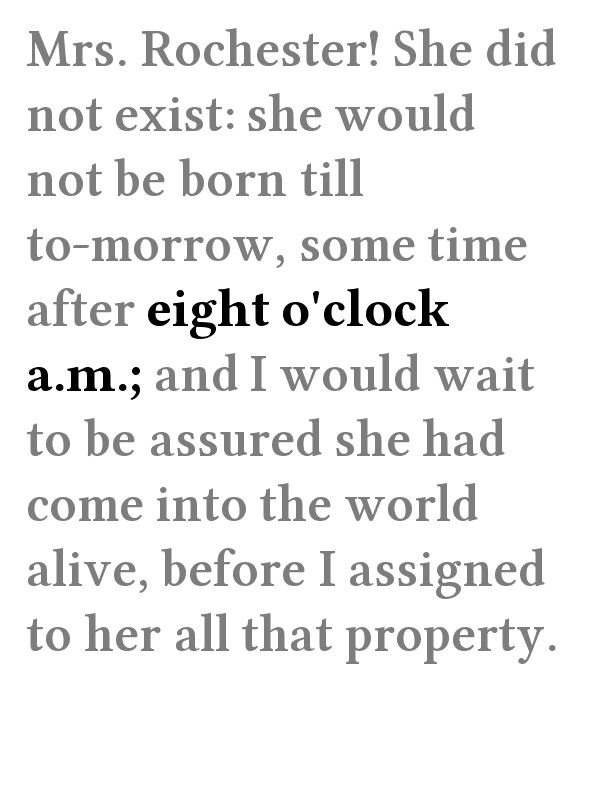 Mrs. Rochester! She did
not exist: she would
not be born till
to-morrow, some time
after eight o'clock
a.m.; and I would wait
to be assured she had
come into the world
alive, before I assigned
to her all that property.